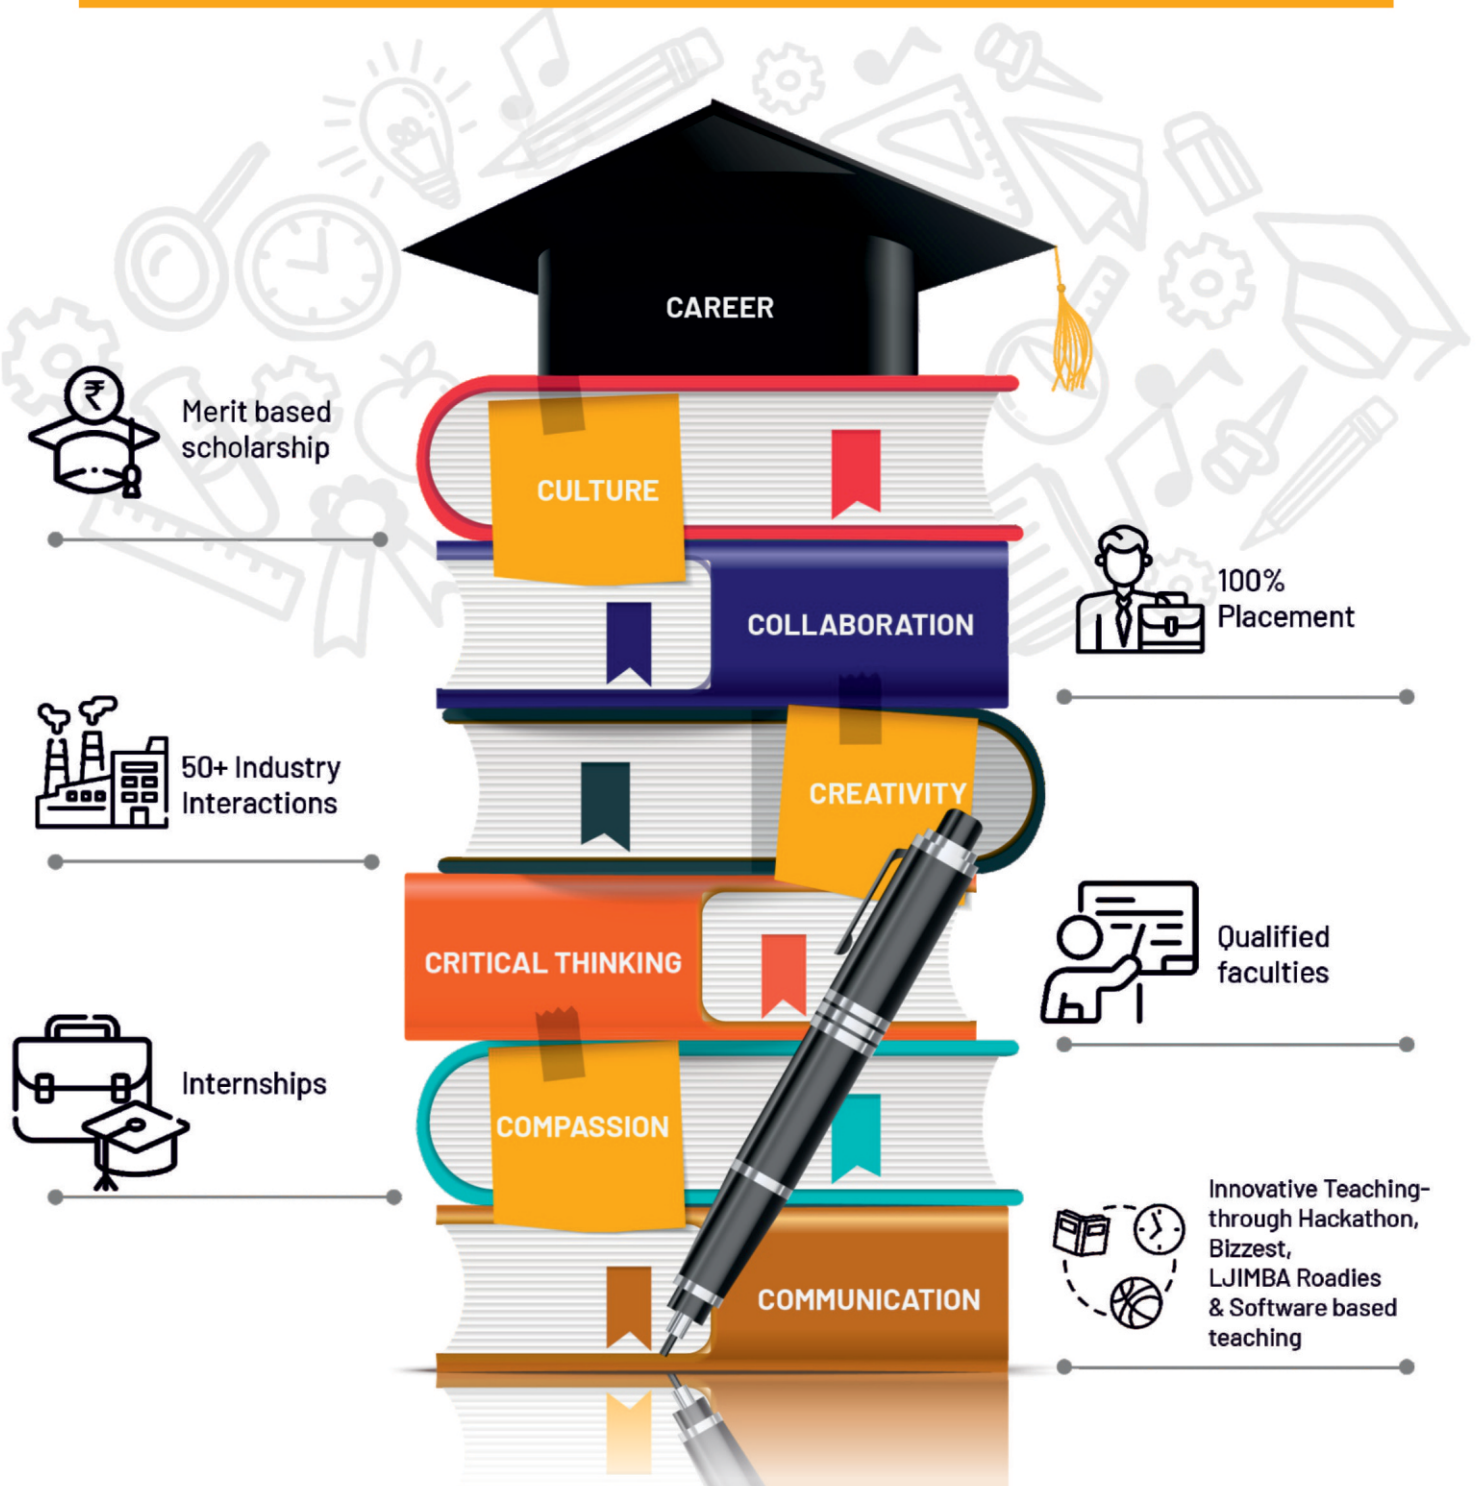 CAREER
Merit based
scholarship
CULTURE
100%
Placement
COLLABORATION
50+ Industry
Interactions
CREATIVITY
Qualified
faculties
CRITICAL THINKING
Internships
COMPASSION
Innovative Teaching-
through Hackathon,
Bizzest,
LJIMBA Roadies
& Software based
teaching
COMMUNICATION